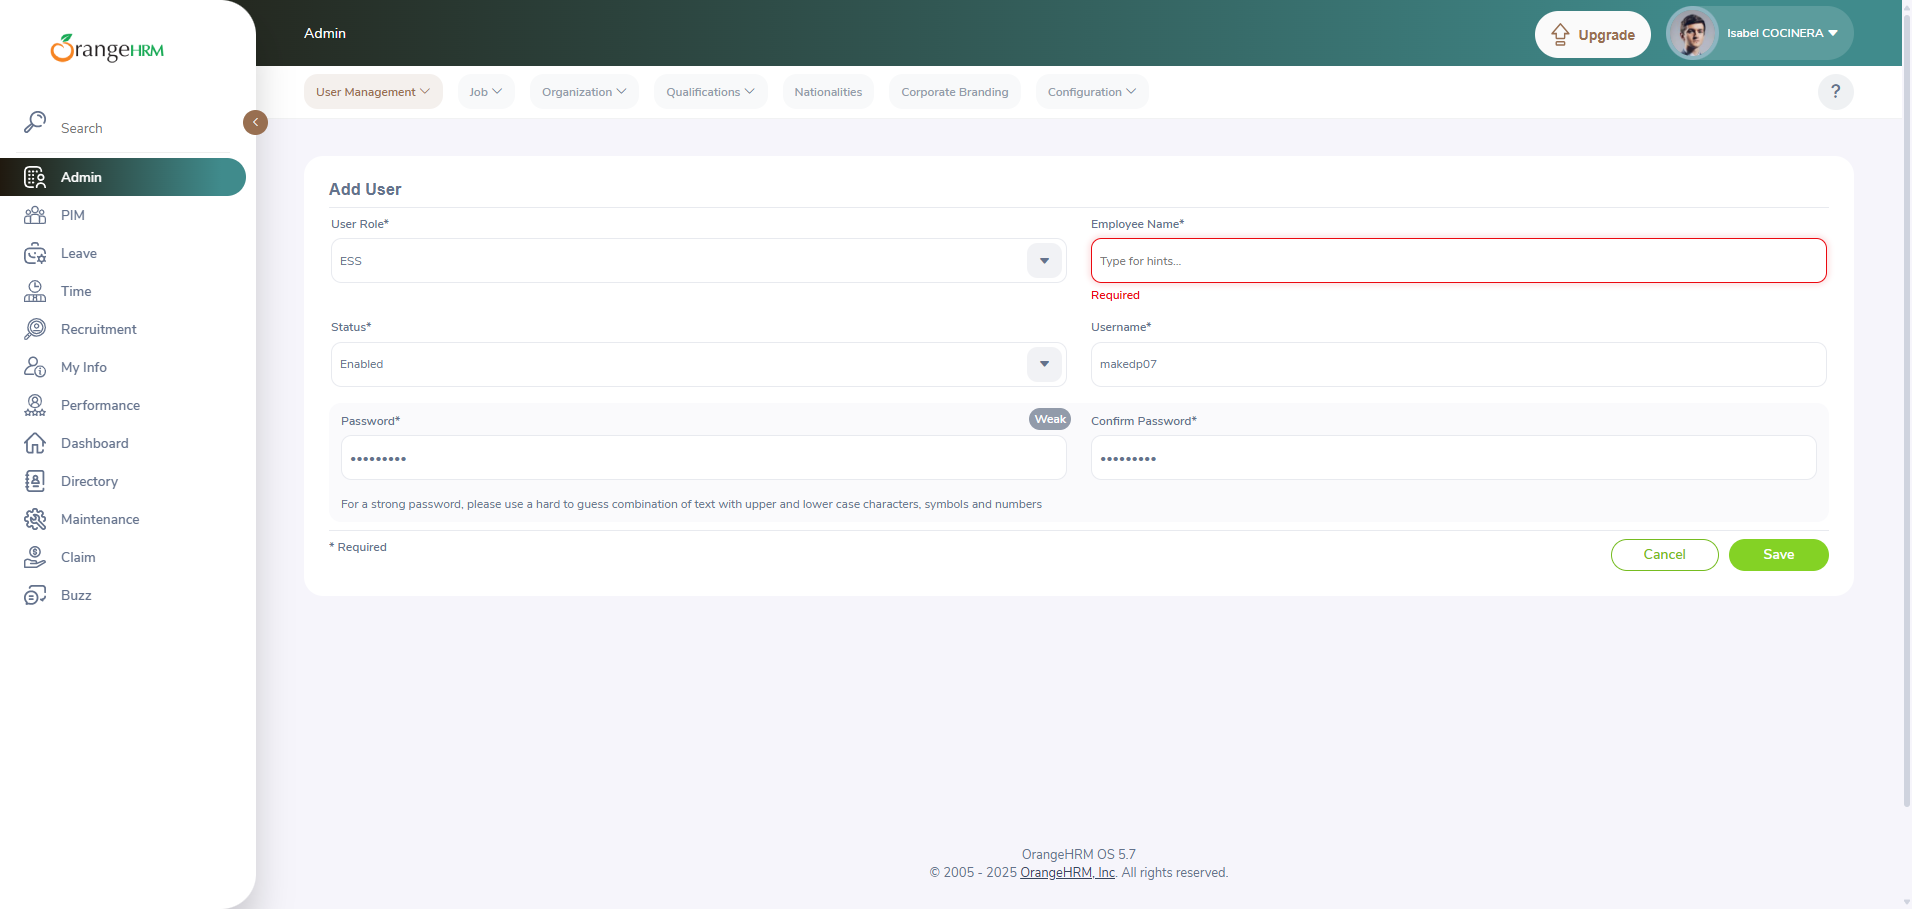 OrangeHRM
Search
Admin
PIM
Leave
Time
Recruitment
My Info
Performance
Dashboard
Directory
Maintenance
Claim
Buzz
Admin
Upgrade
Isabel COCINERA
User Management
Job
Organization
Qualifications
Nationalities
Corporate Branding
Configuration
?
Add User
User Role*
Employee Name*
ESS
Type for hints...
Required
Status*
Username*
Enabled
makedp07
Password*
Weak
Confirm Password*
For a strong password, please use a hard to guess combination of text with upper and lower case characters, symbols and numbers
* Required
Cancel
Save
OrangeHRM OS 5.7
© 2005 - 2025 OrangeHRM, Inc. All rights reserved.